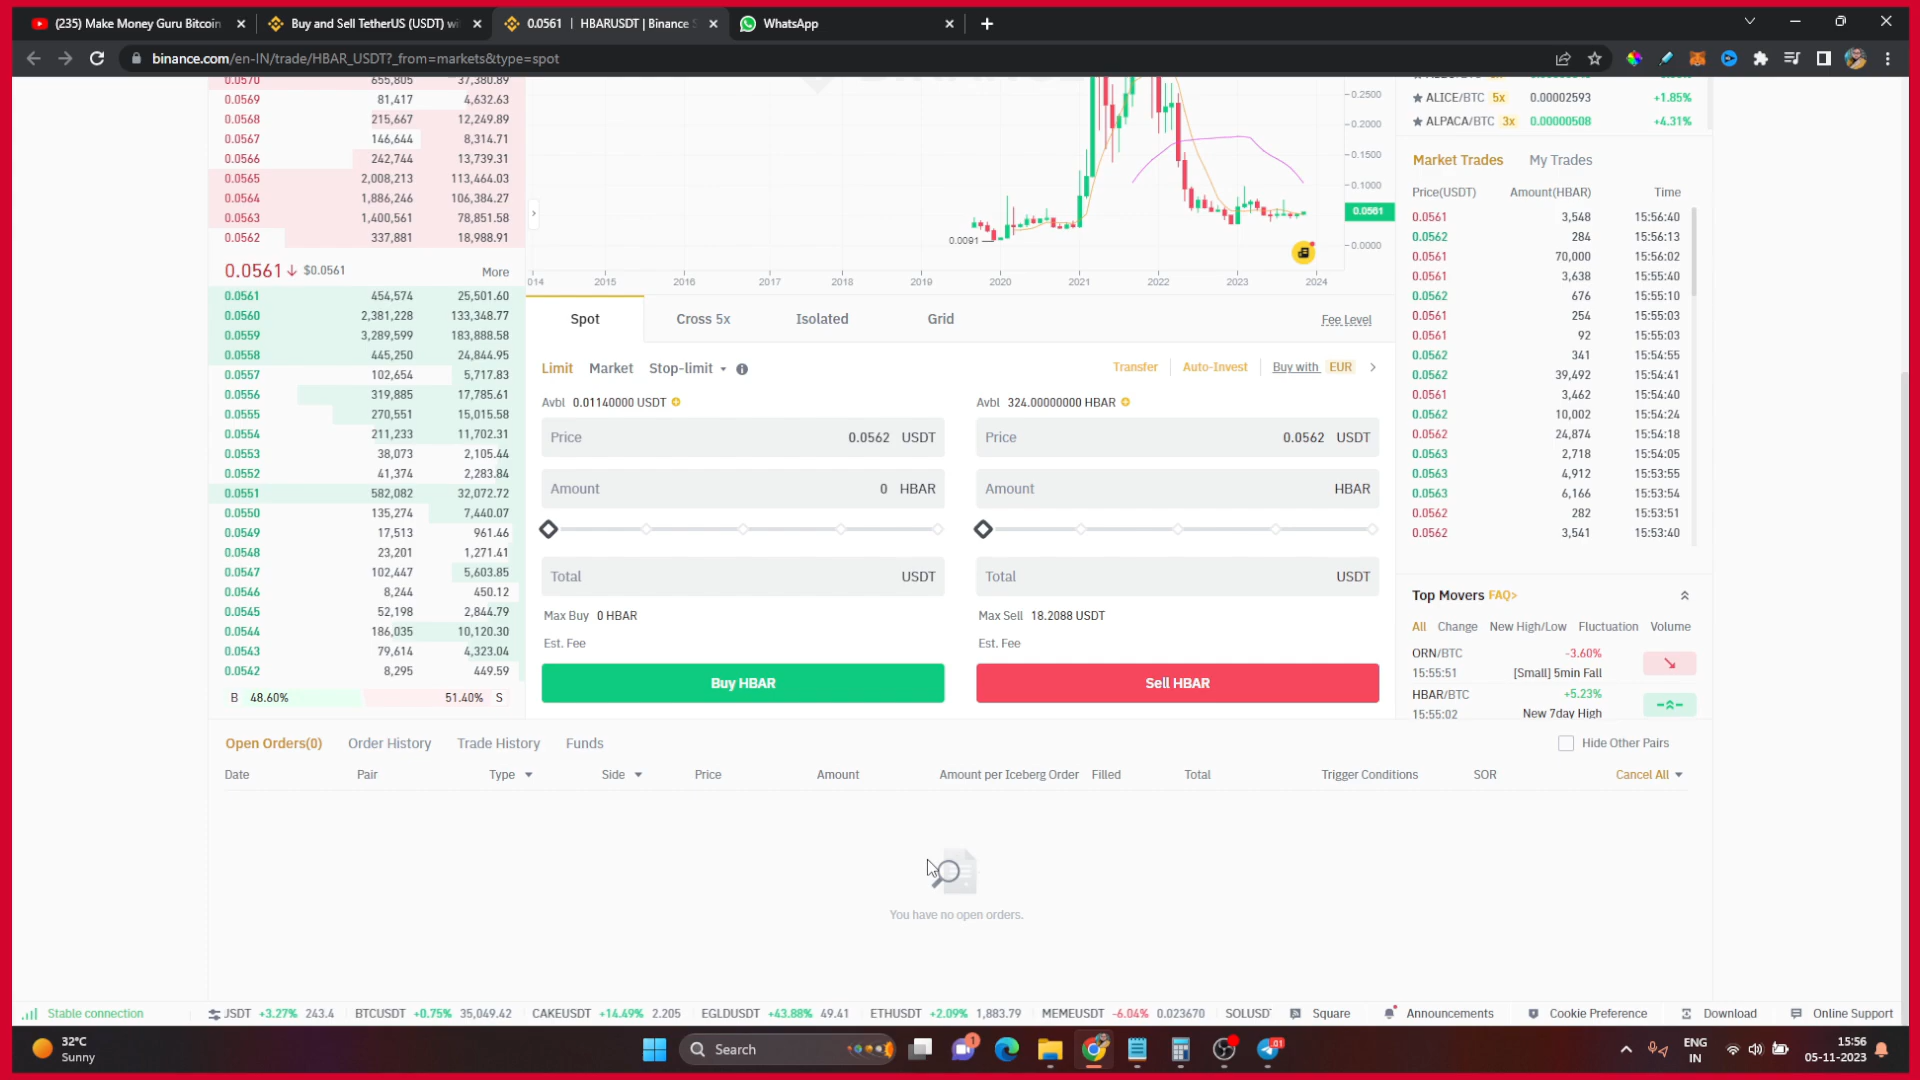 (235) Make Money Guru Bitcoin
Buy and Sell TetherUS (USDT) wi
0.0561 | HBARUSDT | Binance S
WhatsApp
binance.com/en-IN/trade/HBAR_USDT?_from=markets&type=spot
0.0570 655,805 37,380.89
0.0569 81,417 4,632.63
0.0568 215,667 12,249.89
0.0567 146,644 8,314.71
0.0566 242,744 13,739.31
0.0565 2,008,213 113,464.03
0.0564 1,886,246 106,384.27
0.0563 1,400,561 78,851.58
0.0562 337,881 18,988.91
0.0561 $0.0561 More
0.0561 454,574 25,501.60
0.0560 2,381,228 133,348.77
0.0559 3,289,599 183,888.58
0.0558 445,250 24,844.95
0.0557 102,654 5,717.83
0.0556 319,885 17,785.61
0.0555 270,551 15,015.58
0.0554 211,233 11,702.31
0.0553 38,073 2,105.44
0.0552 41,374 2,283.84
0.0551 582,082 32,072.72
0.0550 135,274 7,440.07
0.0549 17,513 961.46
0.0548 23,201 1,271.41
0.0547 102,447 5,603.85
0.0546 8,244 450.12
0.0545 52,198 2,844.79
0.0544 186,035 10,120.30
0.0543 79,614 4,323.04
0.0542 8,295 449.59
B 48.60% 51.40% S
0.2500
0.2000
0.1500
0.1000
0.0561
0.0000
0.0091
014 2015 2016 2017 2018 2019 2020 2021 2022 2023 2024
Spot Cross 5x Isolated Grid Fee Level
Limit Market Stop-limit
Transfer Auto-Invest Buy with EUR
Avbl 0.01140000 USDT
Price 0.0562 USDT
Amount 0 HBAR
Total USDT
Max Buy 0 HBAR
Est. Fee
Buy HBAR
Avbl 324.00000000 HBAR
Price 0.0562 USDT
Amount HBAR
Total USDT
Max Sell 18.2088 USDT
Est. Fee
Sell HBAR
ALICE/BTC 5x 0.00002593 +1.85%
ALPACA/BTC 3x 0.00000508 +4.31%
Market Trades My Trades
Price(USDT) Amount(HBAR) Time
0.0561 3,548 15:56:40
0.0562 284 15:56:13
0.0561 70,000 15:56:02
0.0561 3,638 15:55:40
0.0562 676 15:55:10
0.0561 254 15:55:03
0.0561 92 15:55:03
0.0562 341 15:54:55
0.0562 39,492 15:54:41
0.0561 3,462 15:54:40
0.0562 10,002 15:54:24
0.0562 24,874 15:54:18
0.0563 2,718 15:54:05
0.0563 4,912 15:53:55
0.0563 6,166 15:53:54
0.0562 282 15:53:51
0.0562 3,541 15:53:40
Top Movers FAQ>
All Change New High/Low Fluctuation Volume
ORN/BTC -3.60%
15:55:51 [Small] 5min Fall
HBAR/BTC +5.23%
15:55:02 New 7day High
Open Orders(0) Order History Trade History Funds Hide Other Pairs
Date Pair Type Side Price Amount Amount per Iceberg Order Filled Total Trigger Conditions SOR Cancel All
You have no open orders.
Stable connection JSDT +3.27% 243.4 BTCUSDT +0.75% 35,049.42 CAKEUSDT +14.49% 2.205 EGLDUSDT +43.88% 49.41 ETHUSDT +2.09% 1,883.79 MEMEUSDT -6.04% 0.023670 SOLUSDT Square Announcements Cookie Preference Download Online Support
32°C
Sunny
Search
1
01
ENG
IN
15:56
05-11-2023